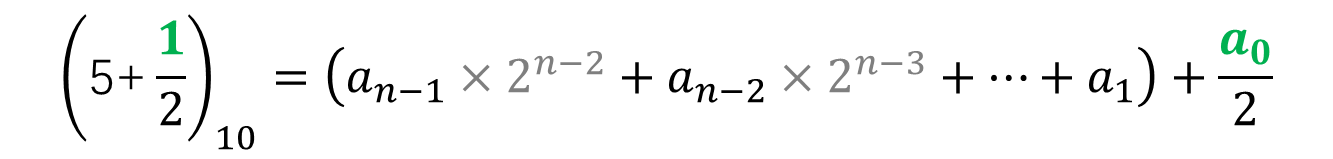 (5+1/2)₁₀ = (aₙ₋₁ × 2ⁿ⁻² + aₙ₋₂ × 2ⁿ⁻³ + ⋯ + a₁) + a₀/2